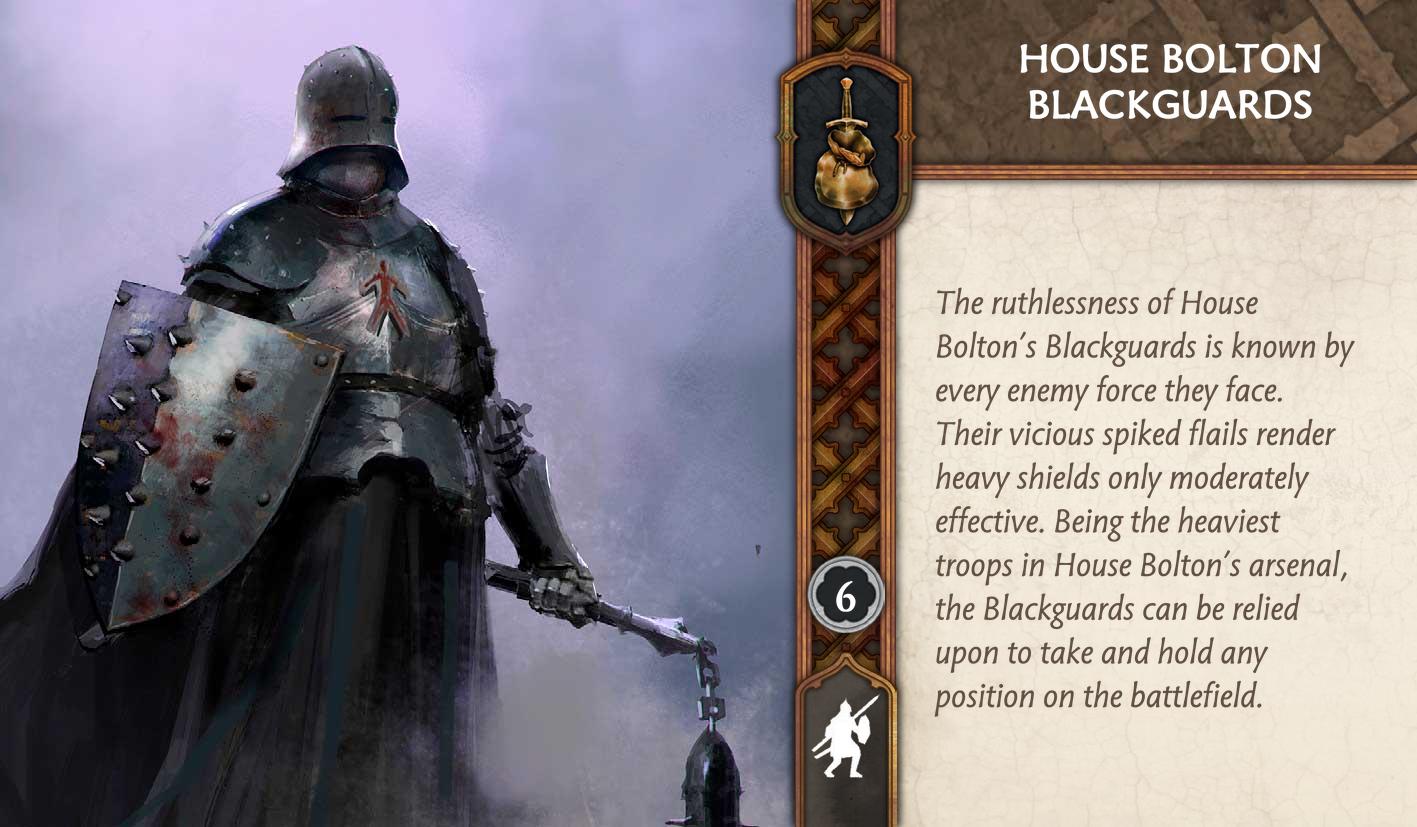 HOUSE BOLTON
BLACKGUARDS
The ruthlessness of House
Bolton's Blackguards is known by
every enemy force they face.
Their vicious spiked flails render
heavy shields only moderately
effective. Being the heaviest
troops in House Bolton's arsenal,
the Blackguards can be relied
upon to take and hold any
position on the battlefield.
6